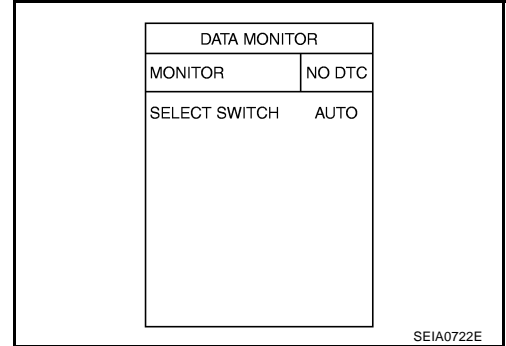 DATA MONITOR
MONITOR NO DTC
SELECT SWITCH AUTO
SEIA0722E